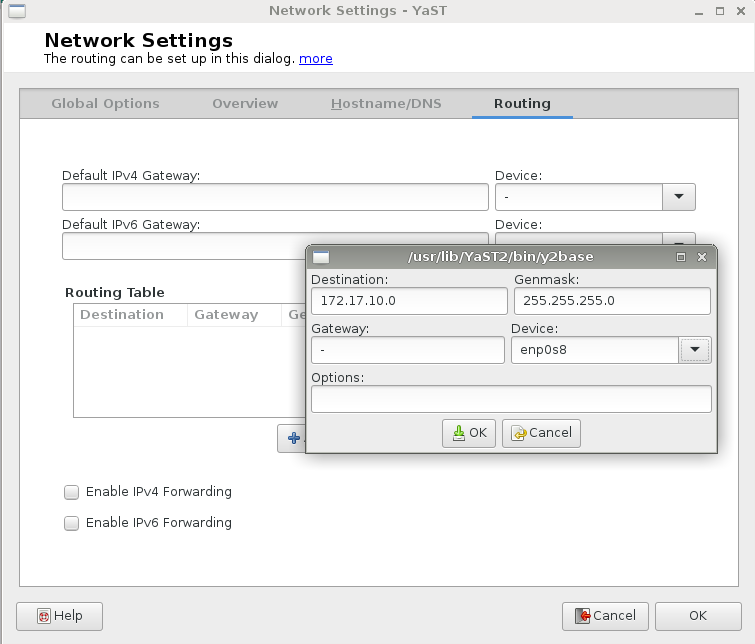 Network Settings - YaST
Network Settings
The routing can be set up in this dialog. more
Global Options Overview Hostname/DNS Routing
Default IPv4 Gateway: Device:
-
Default IPv6 Gateway: Device:
/usr/lib/YaST2/bin/y2base
Destination: Genmask:
172.17.10.0 255.255.255.0
Gateway: Device:
- enp0s8
Options:
OK Cancel
Routing Table
Destination Gateway
Enable IPv4 Forwarding
Enable IPv6 Forwarding
Help Cancel OK